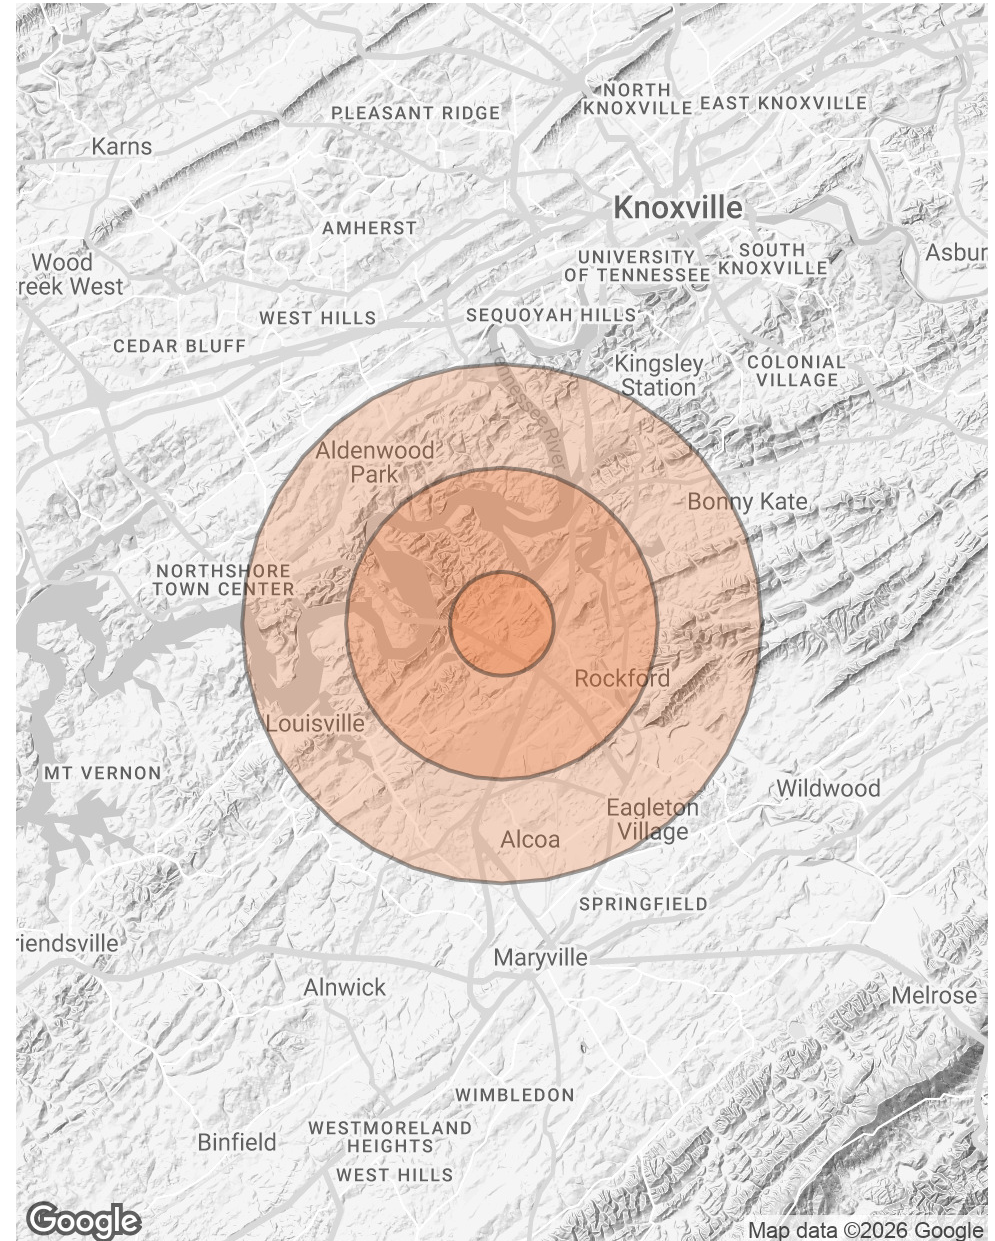 NORTH
KNOXVILLE
EAST KNOXVILLE
PLEASANT RIDGE
Karns
Knoxville
AMHERST
UNIVERSITY
OF TENNESSEE
SOUTH
KNOXVILLE
Asbur
Wood
reek West
WEST HILLS
SEQUOYAH HILLS
CEDAR BLUFF
Kingsley
Station
COLONIAL
VILLAGE
ennessee River
Aldenwood
Park
Bonny Kate
NORTHSHORE
TOWN CENTER
Rockford
Louisville
MT VERNON
Wildwood
Eagleton
Village
Alcoa
SPRINGFIELD
riendsville
Maryville
Alnwick
Melrose
WIMBLEDON
WESTMORELAND
HEIGHTS
Binfield
WEST HILLS
Google
Map data ©2026 Google